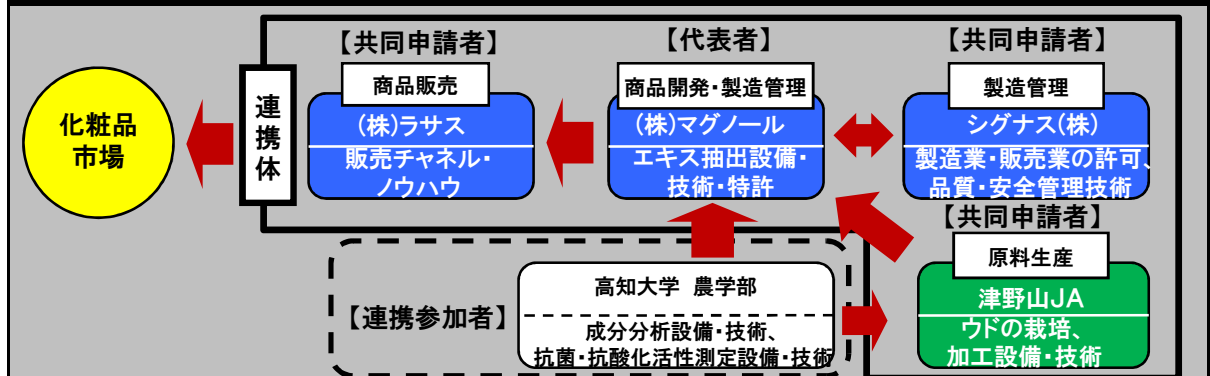 【共同申請者】
【代表者】
【共同申請者】
商品販売
商品開発・製造管理
製造管理
化粧品
市場
連
携
体
(株)ラサス
販売チャネル・
ノウハウ
(株)マグノール
エキス抽出設備・
技術・特許
シグナス(株)
製造業・販売業の許可、
品質・安全管理技術
【共同申請者】
原料生産
津野山JA
ウドの栽培、
加工設備・技術
【連携参加者】
高知大学 農学部
成分分析設備・技術、
抗菌・抗酸化活性測定設備・技術